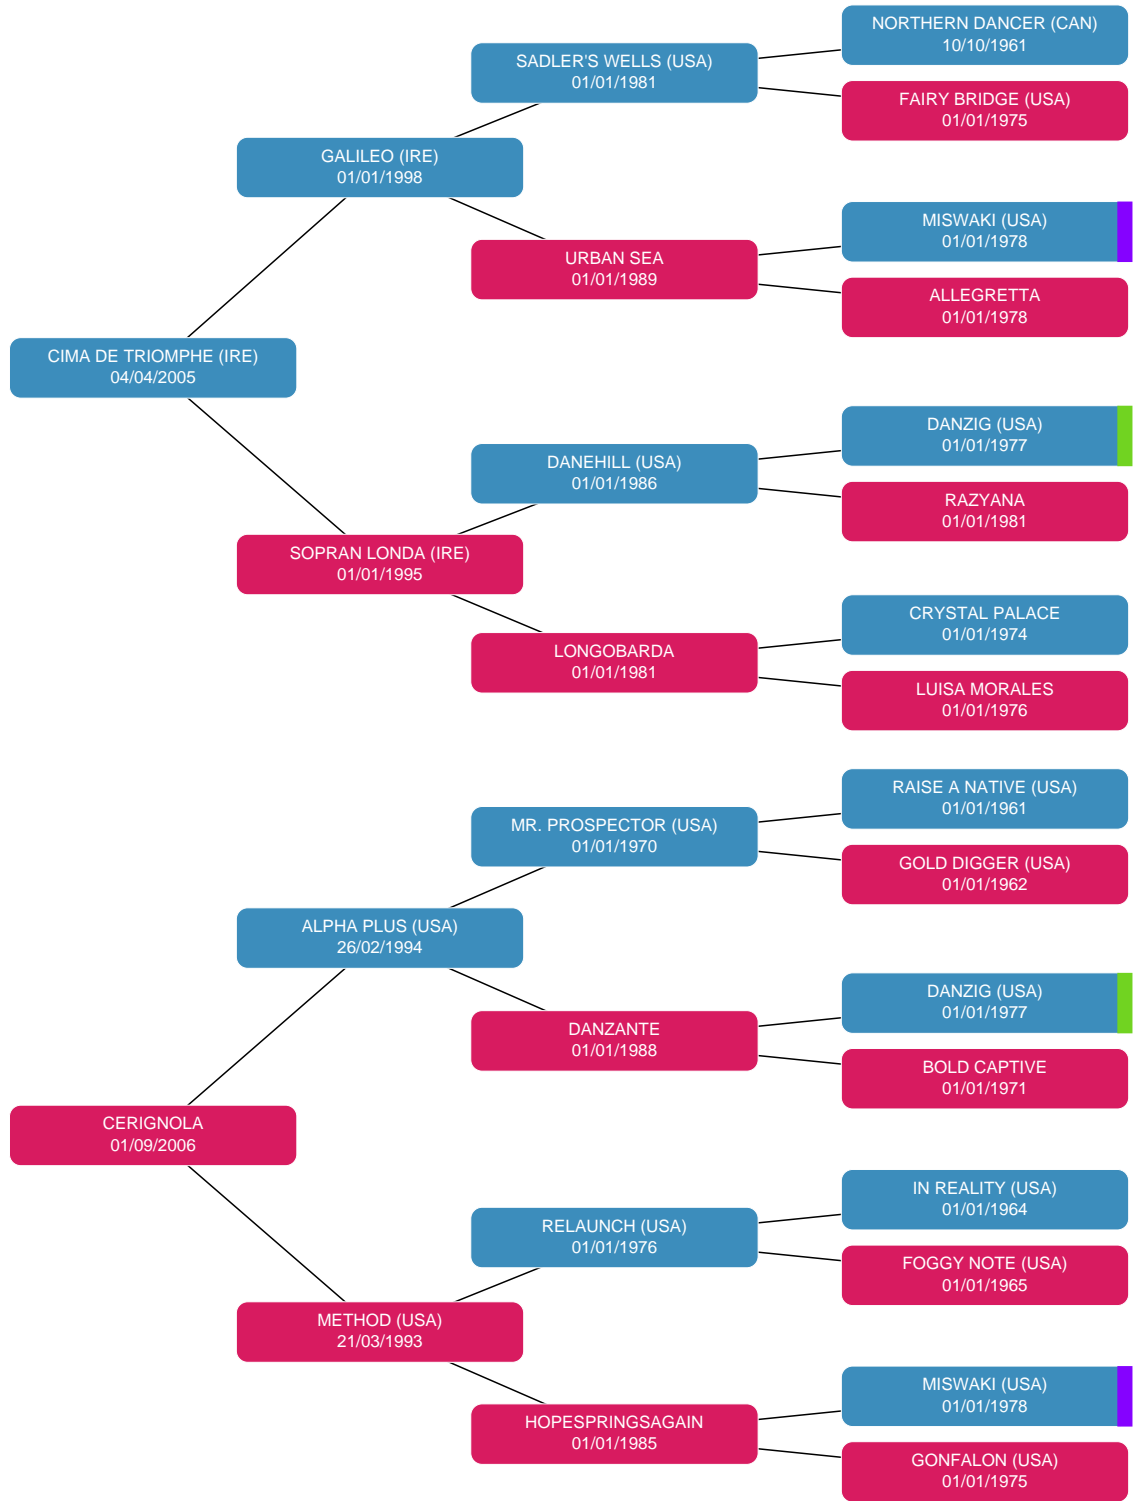 NORTHERN DANCER (CAN)
10/10/1961
SADLER'S WELLS (USA)
01/01/1981
FAIRY BRIDGE (USA)
01/01/1975
GALILEO (IRE)
01/01/1998
MISWAKI (USA)
01/01/1978
URBAN SEA
01/01/1989
ALLEGRETTA
01/01/1978
CIMA DE TRIOMPHE (IRE)
04/04/2005
DANZIG (USA)
01/01/1977
DANEHILL (USA)
01/01/1986
RAZYANA
01/01/1981
SOPRAN LONDA (IRE)
01/01/1995
CRYSTAL PALACE
01/01/1974
LONGOBARDA
01/01/1981
LUISA MORALES
01/01/1976
RAISE A NATIVE (USA)
01/01/1961
MR. PROSPECTOR (USA)
01/01/1970
GOLD DIGGER (USA)
01/01/1962
ALPHA PLUS (USA)
26/02/1994
DANZIG (USA)
01/01/1977
DANZANTE
01/01/1988
BOLD CAPTIVE
01/01/1971
CERIGNOLA
01/09/2006
IN REALITY (USA)
01/01/1964
RELAUNCH (USA)
01/01/1976
FOGGY NOTE (USA)
01/01/1965
METHOD (USA)
21/03/1993
MISWAKI (USA)
01/01/1978
HOPESPRINGSAGAIN
01/01/1985
GONFALON (USA)
01/01/1975